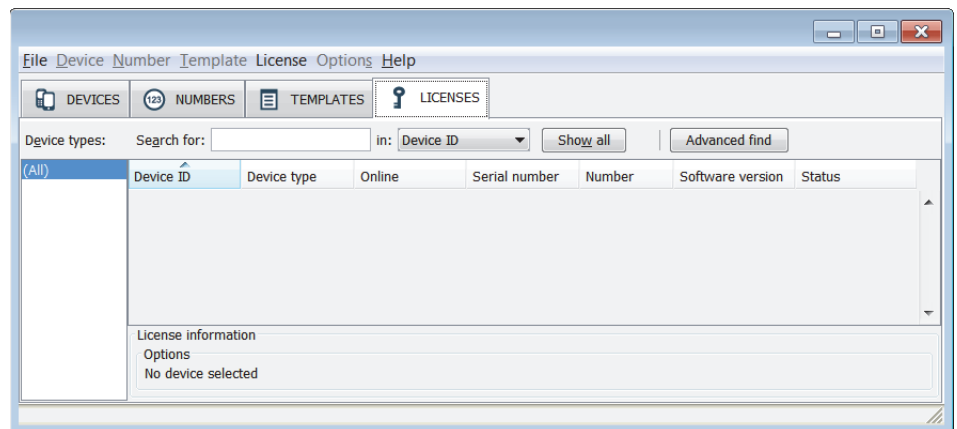 File Device Number Template License Options Help
DEVICES 123 NUMBERS TEMPLATES LICENSES
Device types: Search for: in: Device ID Show all Advanced find
(All) Device ID Device type Online Serial number Number Software version Status
License information
Options
No device selected